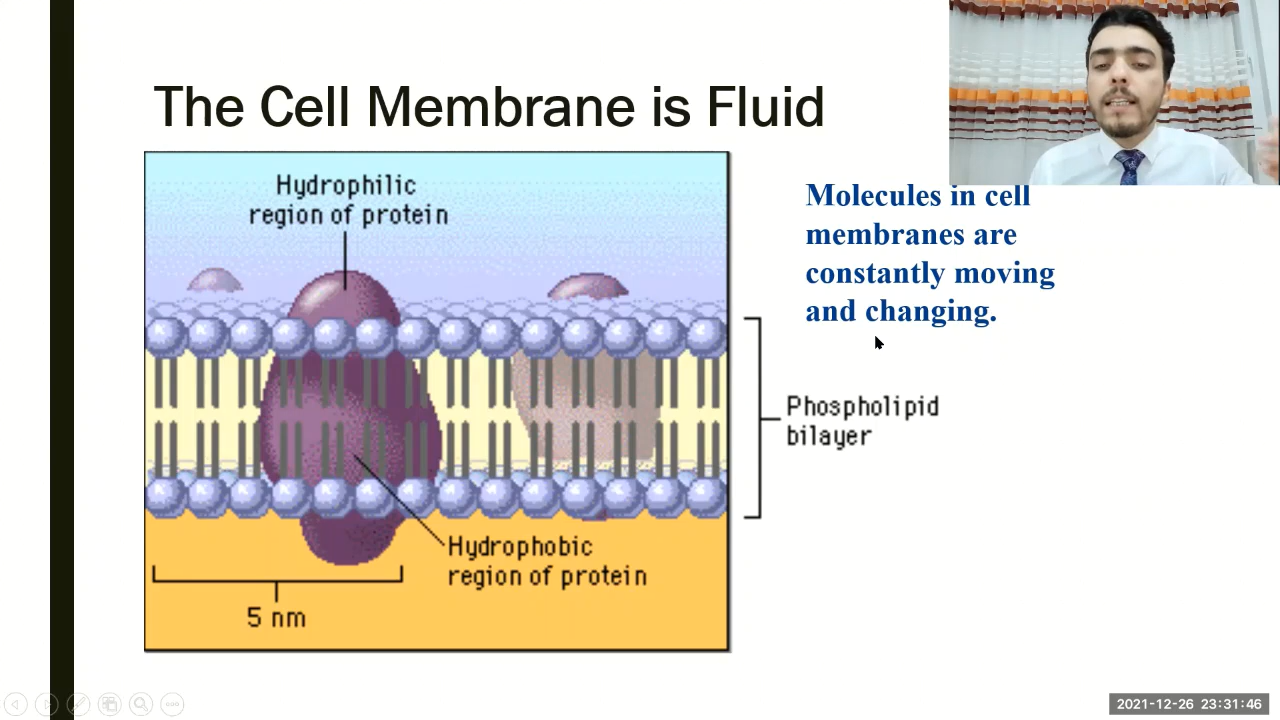 The Cell Membrane is Fluid
Hydrophilic
region of protein
Molecules in cell
membranes are
constantly moving
and changing.
Phospholipid
bilayer
Hydrophobic
region of protein
5 nm
2021-12-26 23:31:46